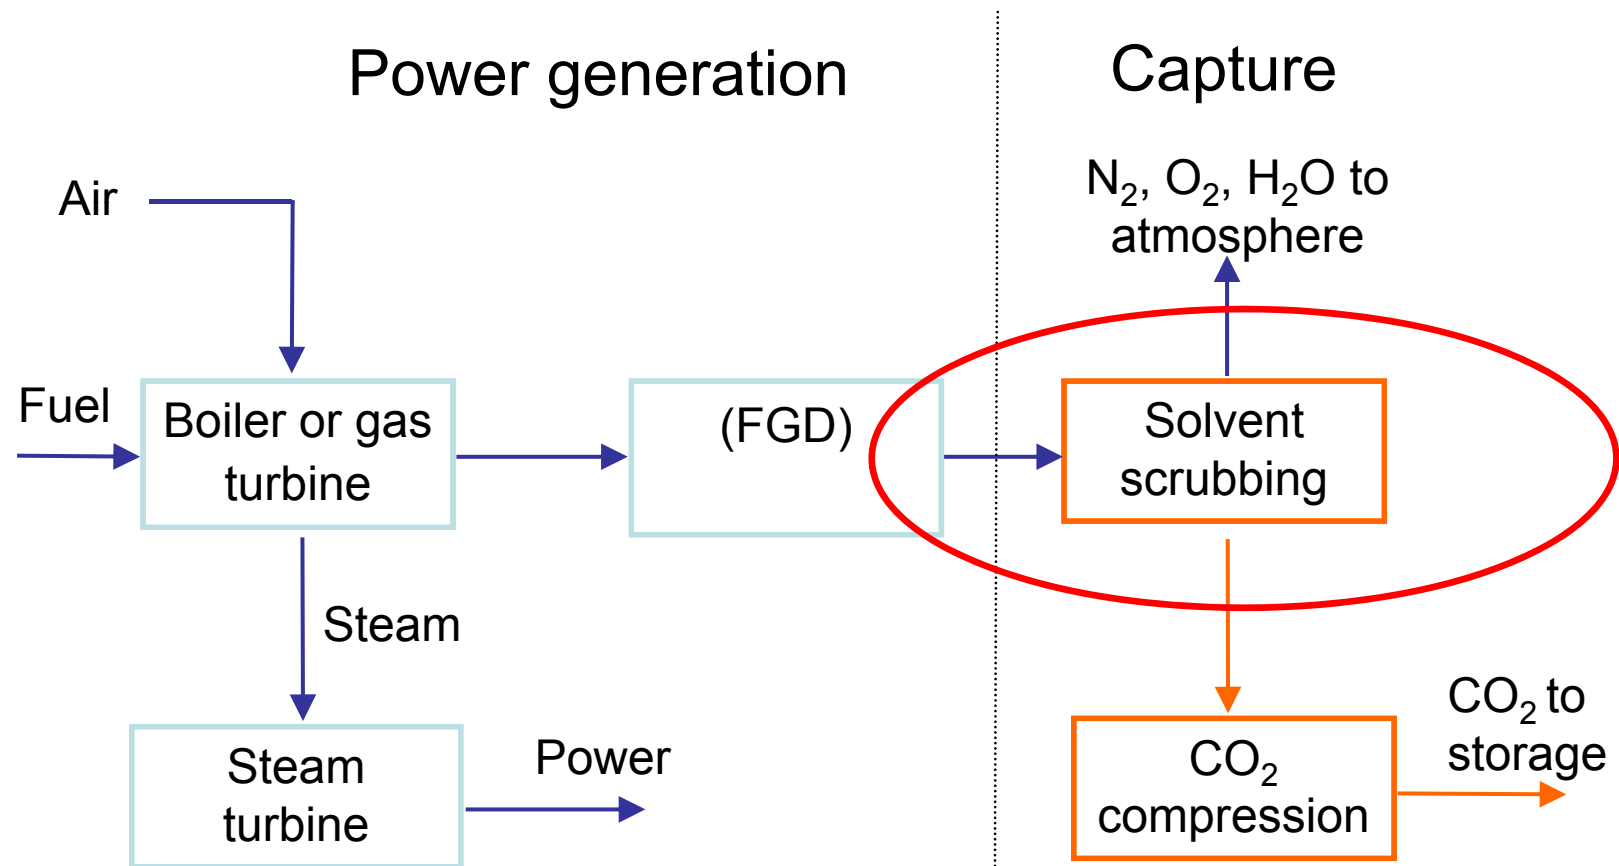 Power generation
Capture
Air
N₂, O₂, H₂O to
atmosphere
Fuel
Boiler or gas
turbine
(FGD)
Solvent
scrubbing
Steam
Steam
turbine
Power
CO₂
compression
CO₂ to
storage